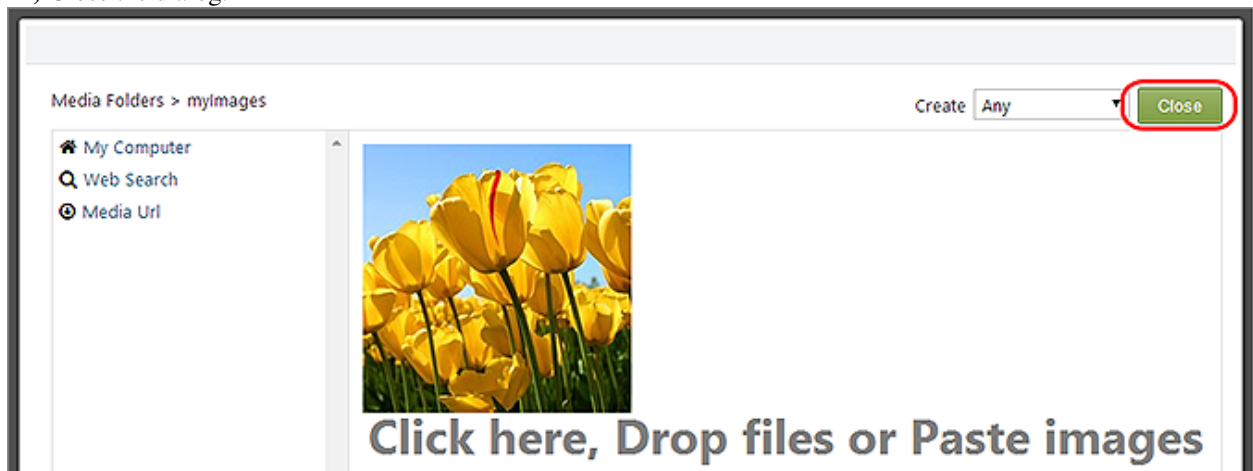 Media Folders > myImages
Create Any Close
My Computer
Web Search
Media Url
Click here, Drop files or Paste images